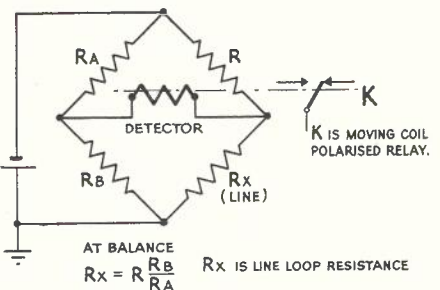 RA
R
K
DETECTOR
K IS MOVING COIL
POLARISED RELAY.
RB
RX
(LINE)
AT BALANCE
RX = R RB/RA
RX IS LINE LOOP RESISTANCE